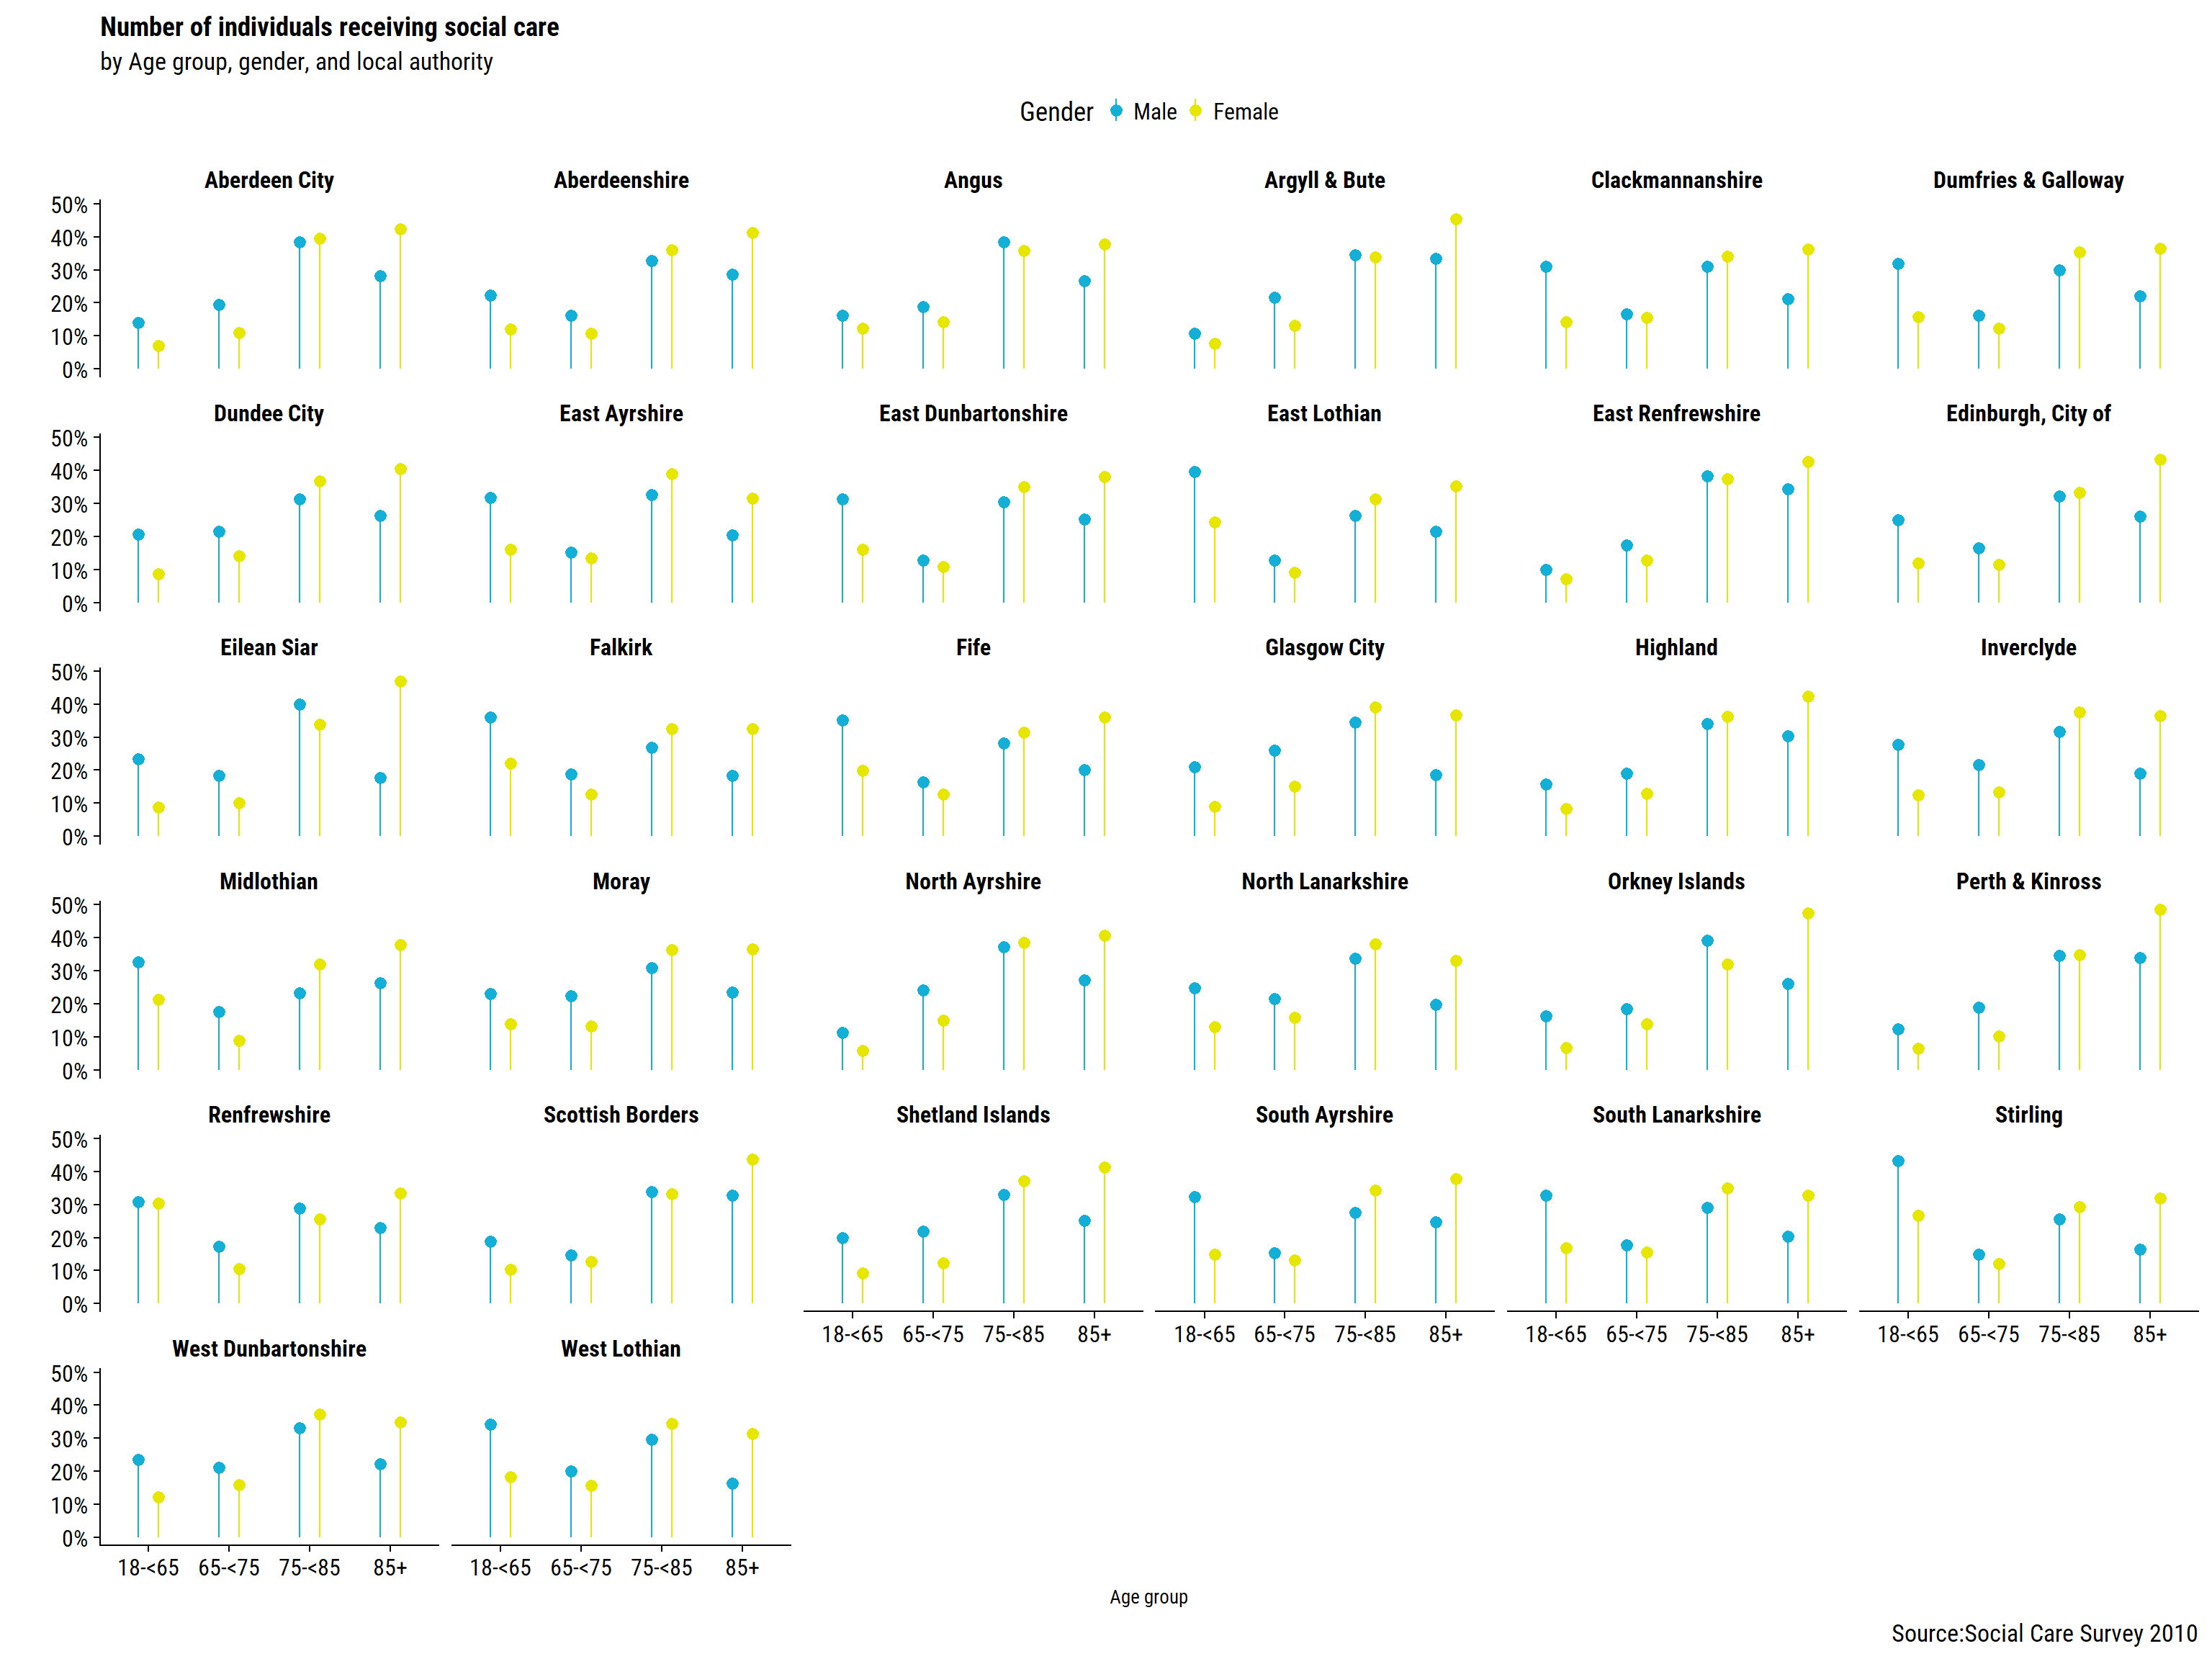 Number of individuals receiving social care
by Age group, gender, and local authority
Gender Male Female
Aberdeen City Aberdeenshire Angus Argyll & Bute Clackmannanshire Dumfries & Galloway
50%
40%
30%
20%
10%
0%
Dundee City East Ayrshire East Dunbartonshire East Lothian East Renfrewshire Edinburgh, City of
50%
40%
30%
20%
10%
0%
Eilean Siar Falkirk Fife Glasgow City Highland Inverclyde
50%
40%
30%
20%
10%
0%
Midlothian Moray North Ayrshire North Lanarkshire Orkney Islands Perth & Kinross
50%
40%
30%
20%
10%
0%
Renfrewshire Scottish Borders Shetland Islands South Ayrshire South Lanarkshire Stirling
50%
40%
30%
20%
10%
0%
18-<65 65-<75 75-<85 85+ 18-<65 65-<75 75-<85 85+ 18-<65 65-<75 75-<85 85+ 18-<65 65-<75 75-<85 85+
West Dunbartonshire West Lothian
50%
40%
30%
20%
10%
0%
18-<65 65-<75 75-<85 85+ 18-<65 65-<75 75-<85 85+
Age group
Source:Social Care Survey 2010